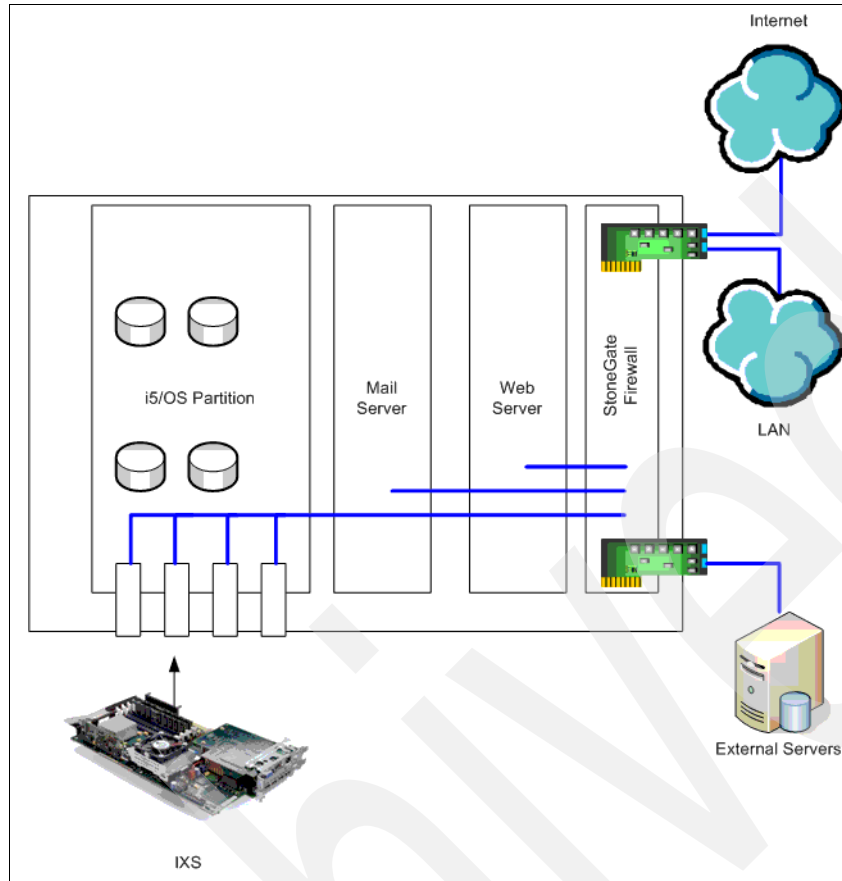 Internet
i5/OS Partition
Mail
Server
Web
Server
StoneGate
Firewall
LAN
External Servers
IXS